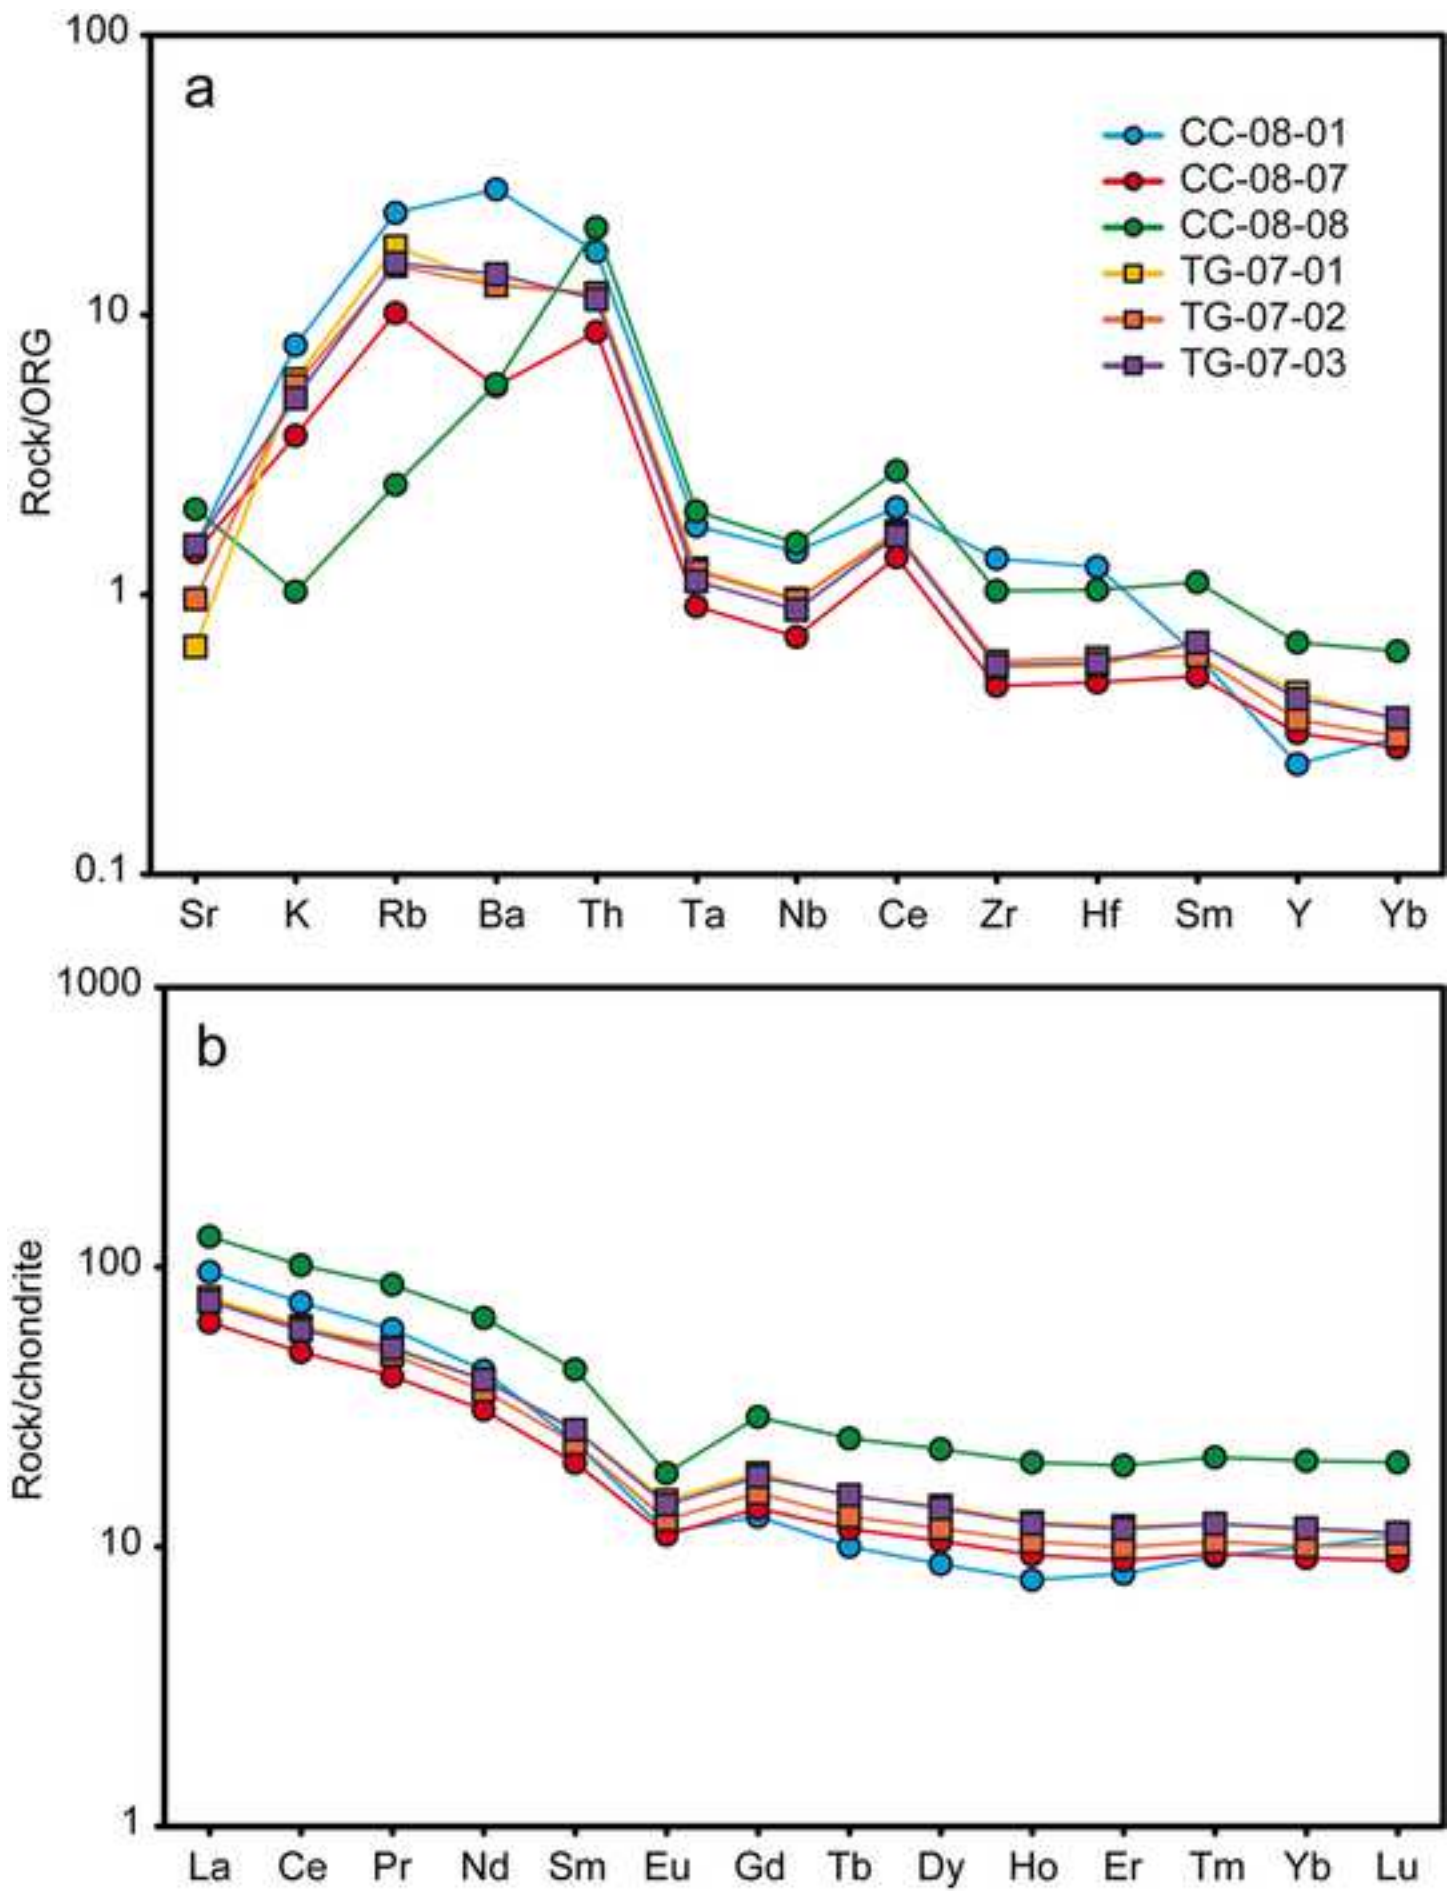 100
a
CC-08-01
CC-08-07
CC-08-08
TG-07-01
TG-07-02
TG-07-03
10
Rock/ORG
1
0.1
Sr K Rb Ba Th Ta Nb Ce Zr Hf Sm Y Yb
1000
b
100
Rock/chondrite
10
1
La Ce Pr Nd Sm Eu Gd Tb Dy Ho Er Tm Yb Lu